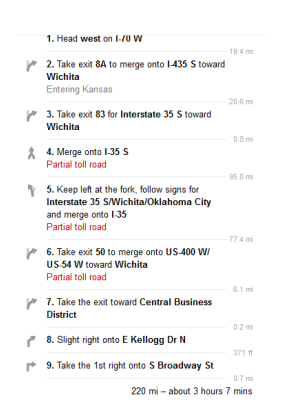 1. Head west on I-70 W
19.4 mi
2. Take exit 8A to merge onto I-435 S toward
Wichita
Entering Kansas
20.6 mi
3. Take exit 83 for Interstate 35 S toward
Wichita
0.8 mi
4. Merge onto I-35 S
Partial toll road
95.0 mi
5. Keep left at the fork, follow signs for
Interstate 35 S/Wichita/Oklahoma City
and merge onto I-35
Partial toll road
77.4 mi
6. Take exit 50 to merge onto US-400 W/
US-54 W toward Wichita
Partial toll road
6.1 mi
7. Take the exit toward Central Business
District
0.2 mi
8. Slight right onto E Kellogg Dr N
371 ft
9. Take the 1st right onto S Broadway St
0.7 mi
220 mi – about 3 hours 7 mins